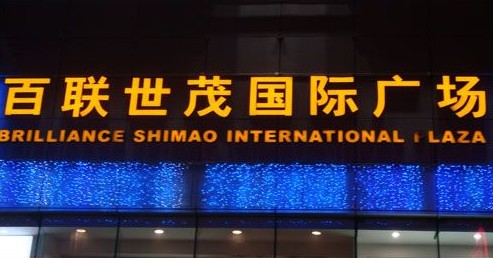 百联世茂国际广场
BRILLIANCE SHIMAO INTERNATIONAL PLAZA